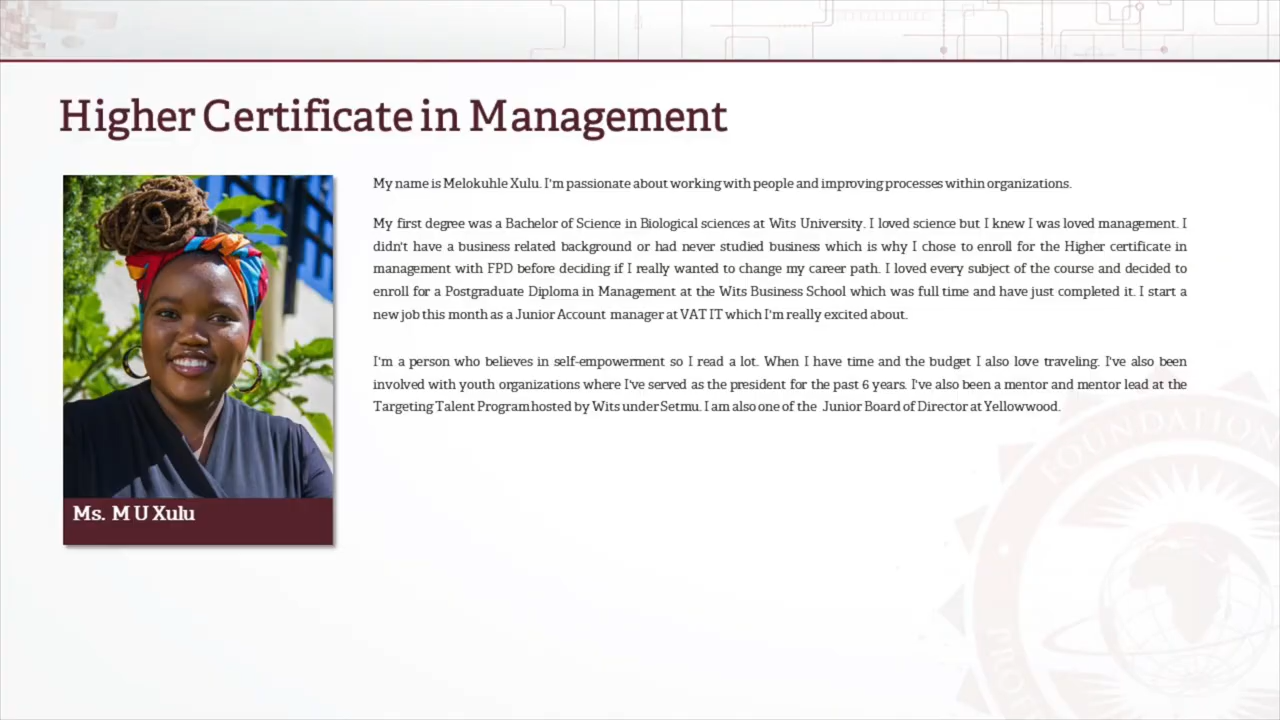 Higher Certificate in Management
My name is Melokuhle Xulu. I'm passionate about working with people and improving processes within organizations.
My first degree was a Bachelor of Science in Biological sciences at Wits University. I loved science but I knew I was loved management. I
didn't have a business related background or had never studied business which is why I chose to enroll for the Higher certificate in
management with FPD before deciding if I really wanted to change my career path. I loved every subject of the course and decided to
enroll for a Postgraduate Diploma in Management at the Wits Business School which was full time and have just completed it. I start a
new job this month as a Junior Account manager at VAT IT which I'm really excited about.
I'm a person who believes in self-empowerment so I read a lot. When I have time and the budget I also love traveling. I've also been
involved with youth organizations where I've served as the president for the past 6 years. I've also been a mentor and mentor lead at the
Targeting Talent Program hosted by Wits under Setmu. I am also one of the Junior Board of Director at Yellowwood.
Ms. M U Xulu
FOUNDATION